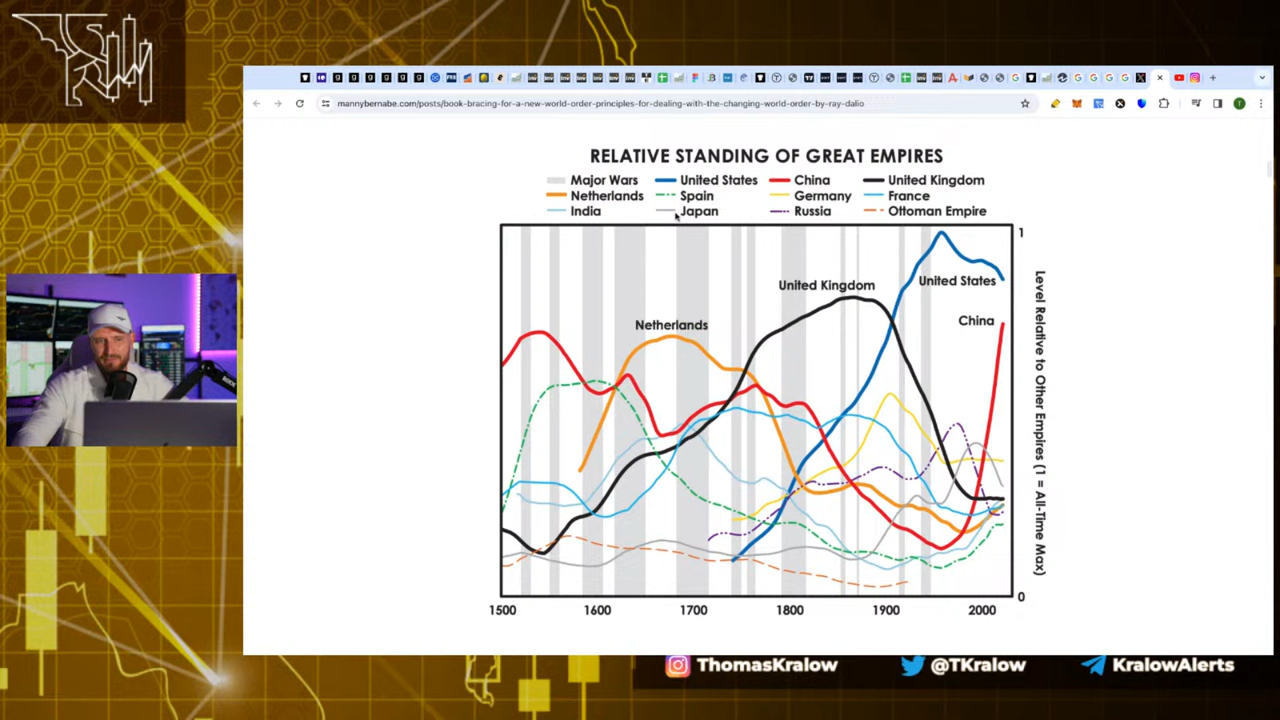 mannybernabe.com/posts/book-bracing-for-a-new-world-order-principles-for-dealing-with-the-changing-world-order-by-ray-dalio
RELATIVE STANDING OF GREAT EMPIRES
Major Wars United States China United Kingdom
Netherlands Spain Germany France
India Japan Russia Ottoman Empire
1
United Kingdom
United States
Netherlands
China
Level Relative to Other Empires (1 = All-Time Max)
0
1500 1600 1700 1800 1900 2000
ThomasKralow @TKralow KralowAlerts